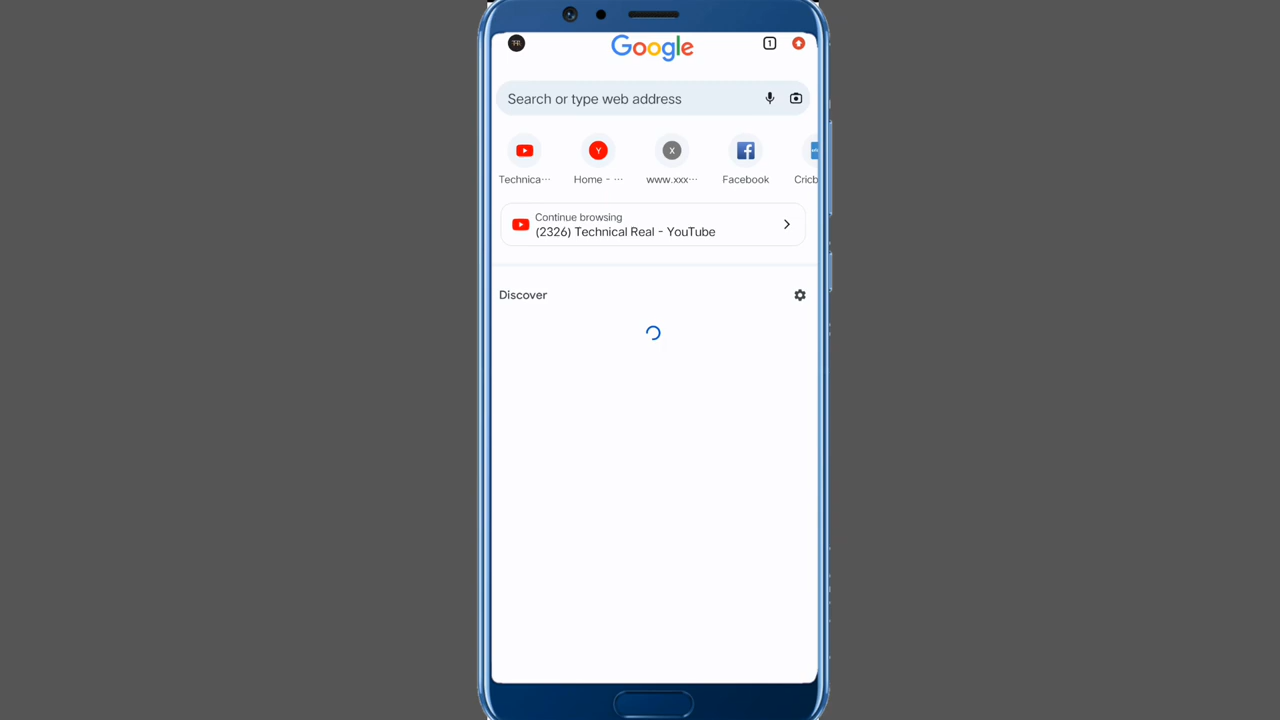 Google
1
Search or type web address
Y
X
Technica...
Home - ...
www.xxx...
Facebook
Cricb
Continue browsing
(2326) Technical Real - YouTube
Discover